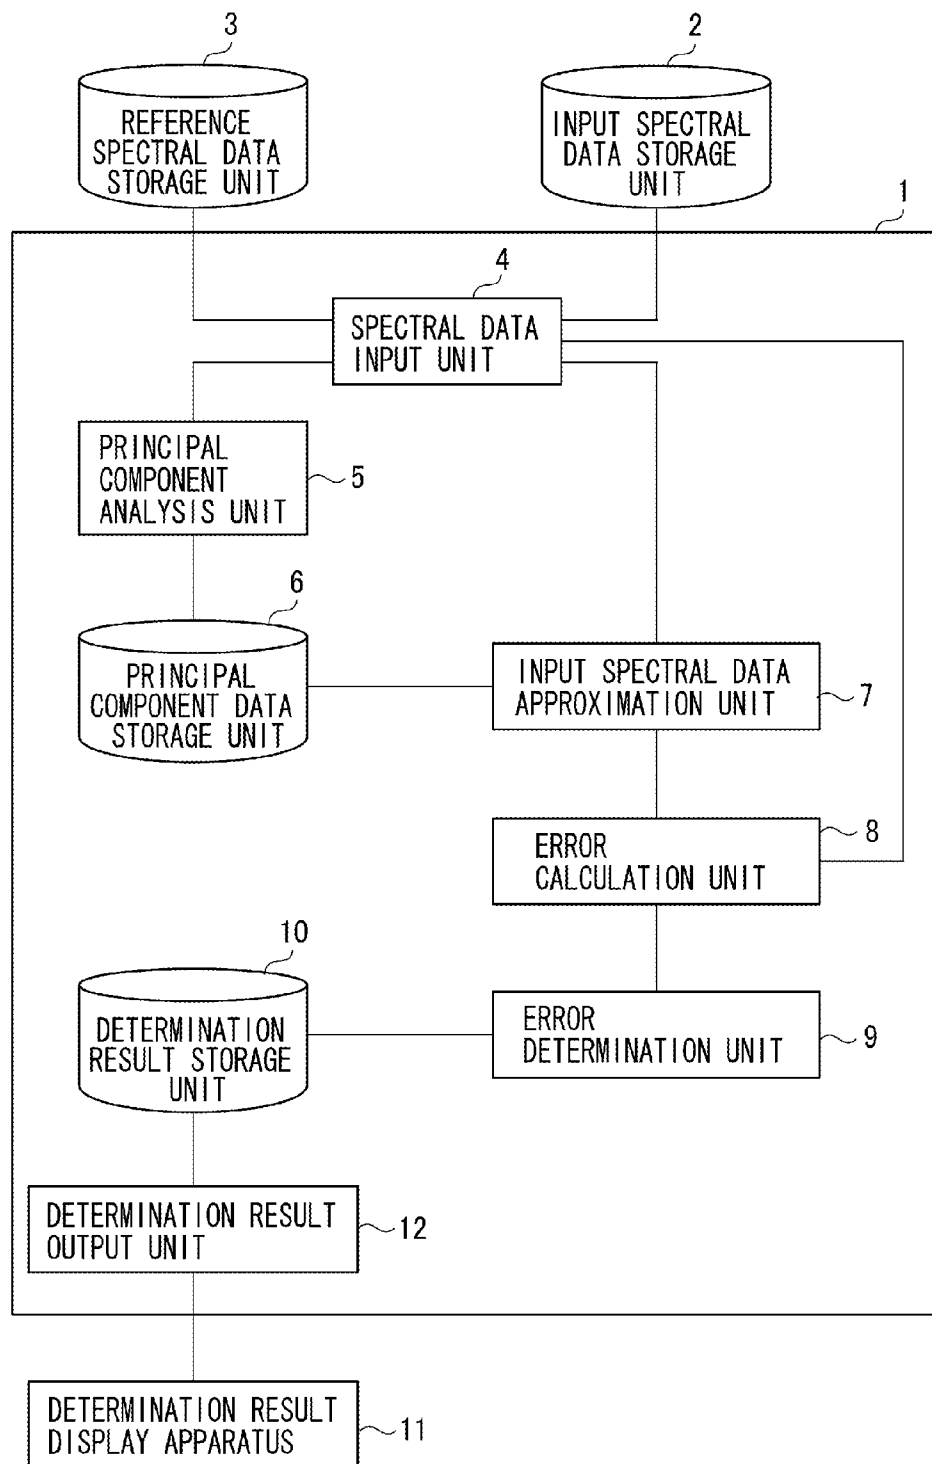 3
2
REFERENCE
SPECTRAL DATA
STORAGE UNIT
INPUT SPECTRAL
DATA STORAGE
UNIT
1
4
SPECTRAL DATA
INPUT UNIT
PRINCIPAL
COMPONENT
ANALYSIS UNIT
5
6
PRINCIPAL
COMPONENT DATA
STORAGE UNIT
INPUT SPECTRAL DATA
APPROXIMATION UNIT
7
8
ERROR
CALCULATION UNIT
10
DETERMINATION
RESULT STORAGE
UNIT
ERROR
DETERMINATION UNIT
9
DETERMINATION RESULT
OUTPUT UNIT
12
DETERMINATION RESULT
DISPLAY APPARATUS
11